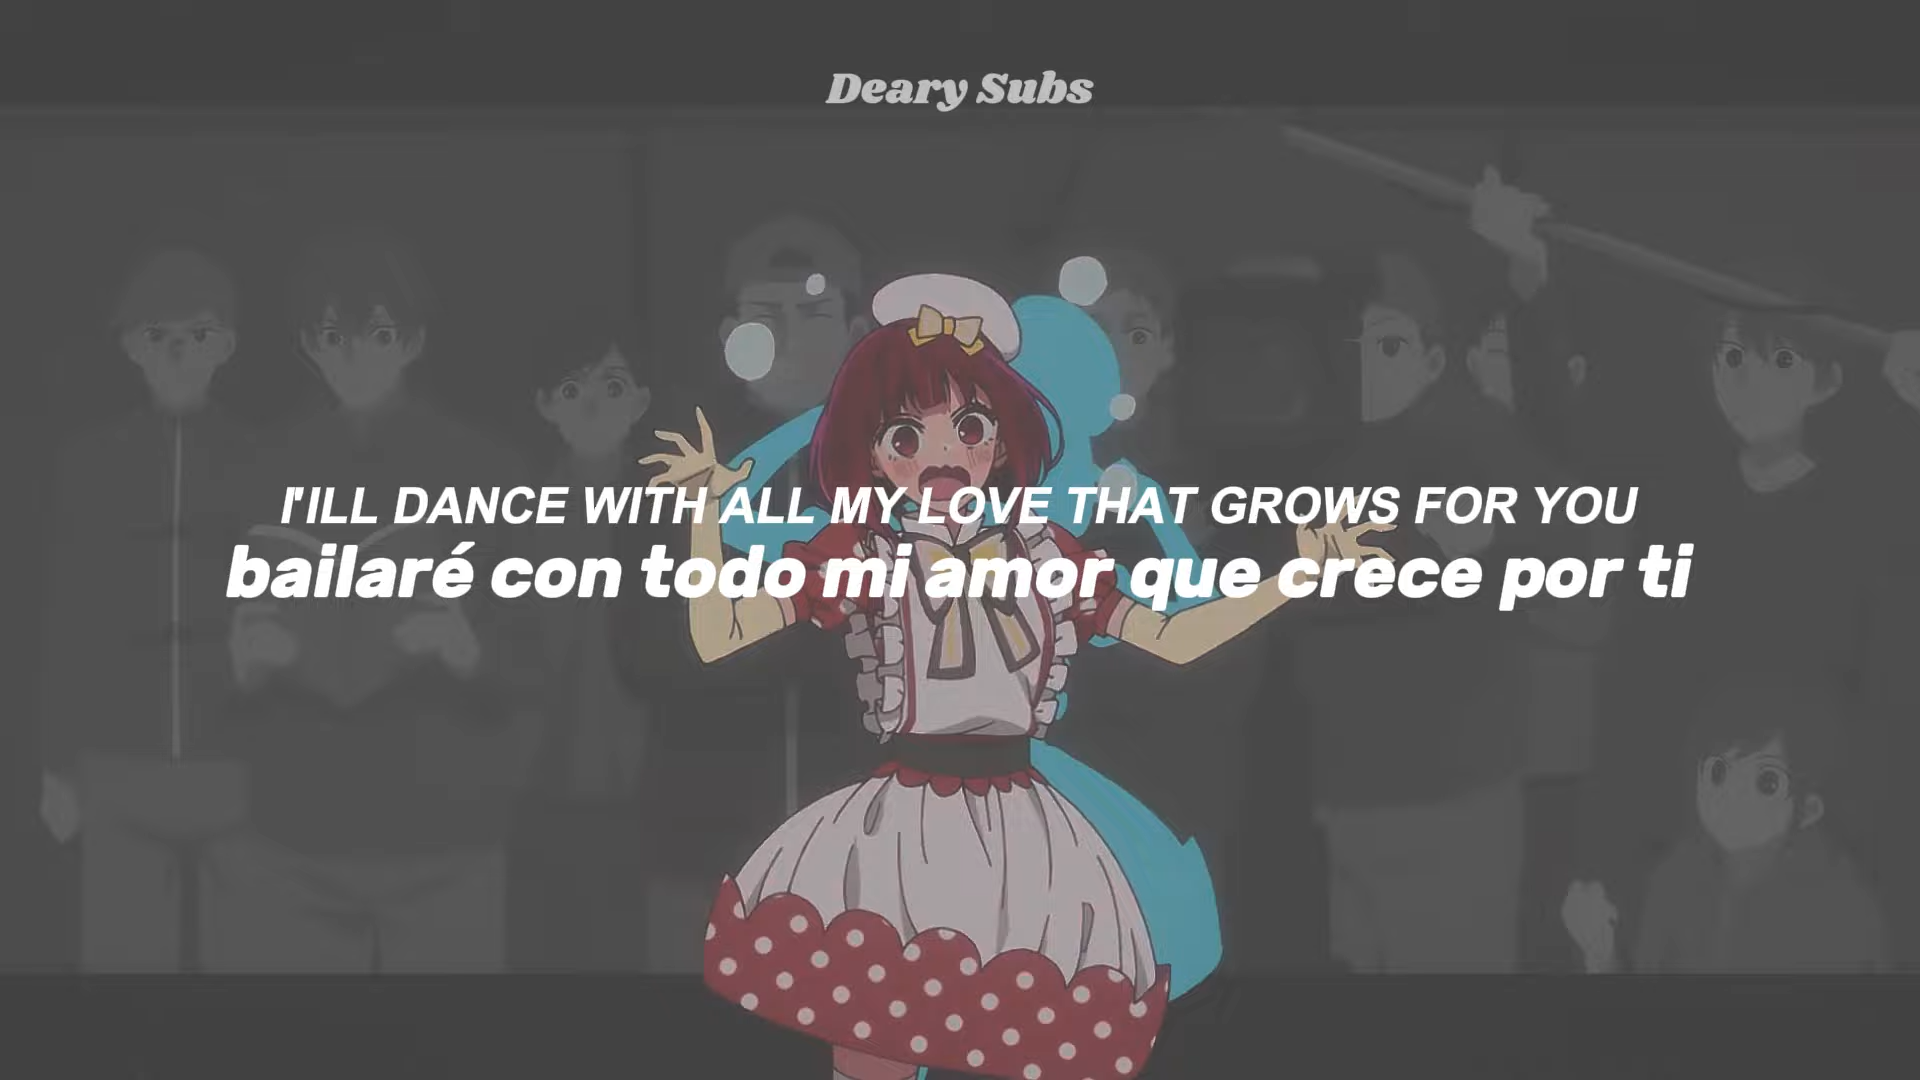 Deary Subs
I'ILL DANCE WITH ALL MY LOVE THAT GROWS FOR YOU
bailaré con todo mi amor que crece por ti